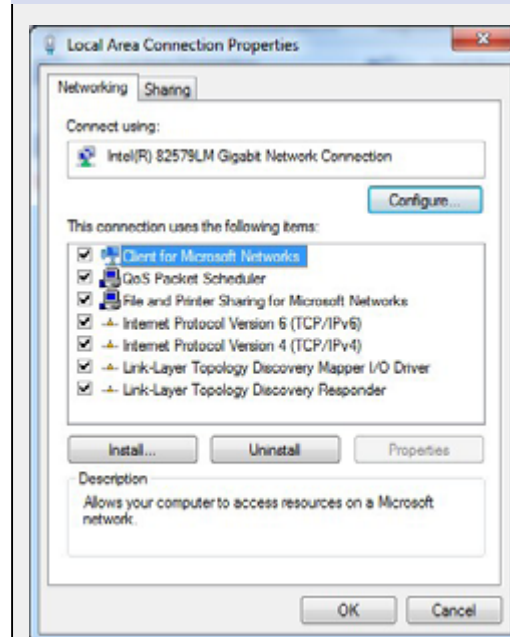 Local Area Connection Properties
Networking
Sharing
Connect using:
Intel(R) 82579LM Gigabit Network Connection
Configure...
This connection uses the following items:
Client for Microsoft Networks
QoS Packet Scheduler
File and Printer Sharing for Microsoft Networks
Internet Protocol Version 6 (TCP/IPv6)
Internet Protocol Version 4 (TCP/IPv4)
Link-Layer Topology Discovery Mapper I/O Driver
Link-Layer Topology Discovery Responder
Install...
Uninstall
Properties
Description
Allows your computer to access resources on a Microsoft
network.
OK
Cancel